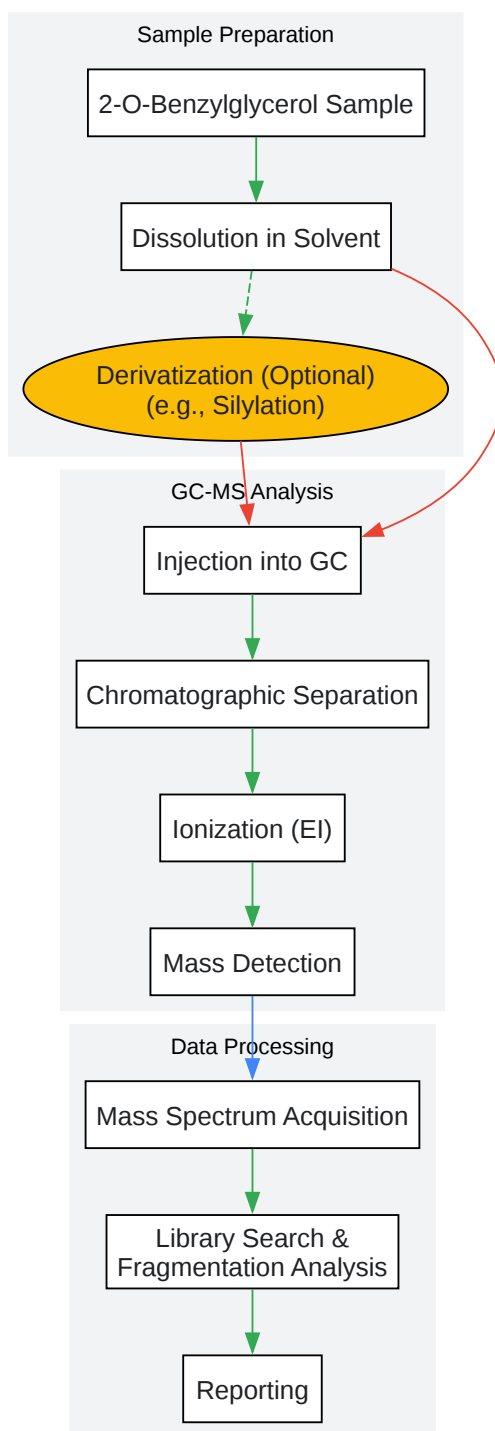 Sample Preparation
2-O-Benzylglycerol Sample
Dissolution in Solvent
Derivatization (Optional)
(e.g., Silylation)
GC-MS Analysis
Injection into GC
Chromatographic Separation
Ionization (EI)
Mass Detection
Data Processing
Mass Spectrum Acquisition
Library Search &
Fragmentation Analysis
Reporting